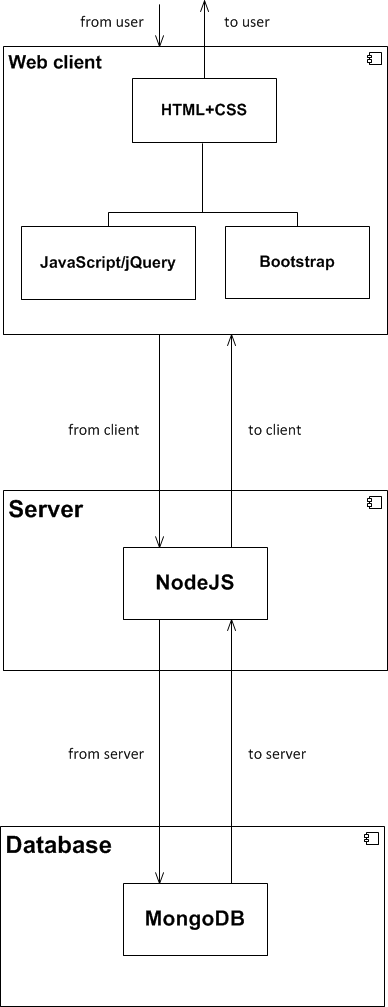 from user
to user
Web client
HTML+CSS
JavaScript/jQuery
Bootstrap
from client
to client
Server
NodeJS
from server
to server
Database
MongoDB